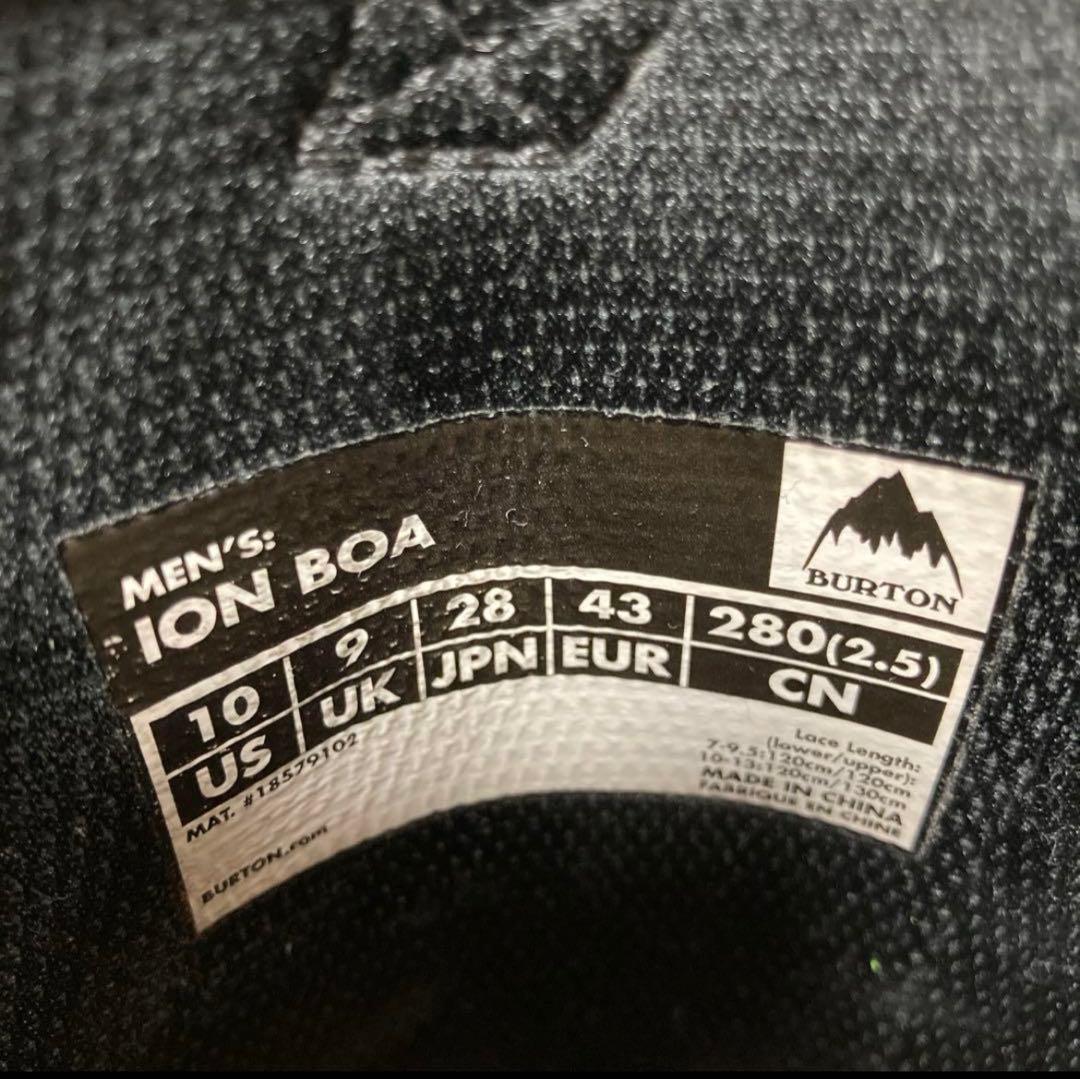 MEN'S:
ION BOA
BURTON
10 9 28 43 280(2.5)
US UK JPN EUR CN
MAT. #18579102
BURTON.com
Lace Length:
(lower/upper):
7-9.5:120cm/120cm
10-13:120cm/130cm
MADE IN CHINA
FABRIQUE EN CHINE